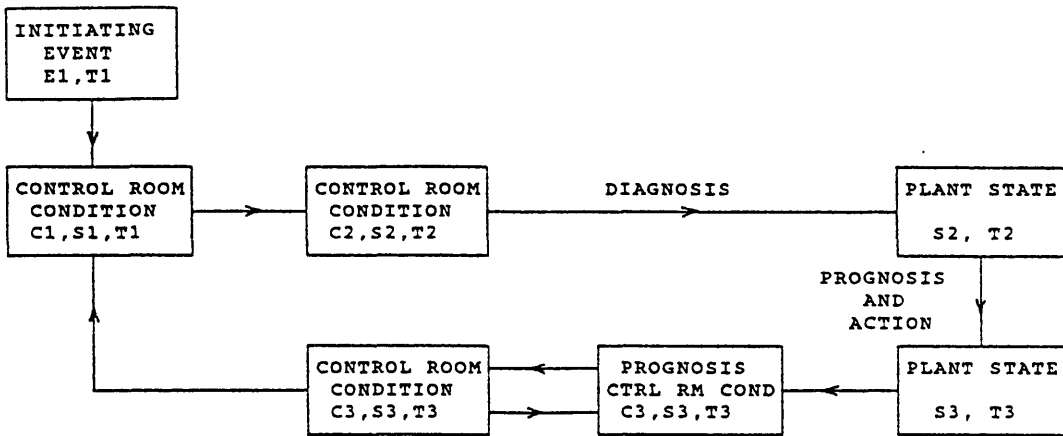 INITIATING
EVENT
E1,T1
CONTROL ROOM
CONDITION
C1,S1,T1
CONTROL ROOM
CONDITION
C2,S2,T2
DIAGNOSIS
PLANT STATE
S2, T2
PROGNOSIS
AND
ACTION
CONTROL ROOM
CONDITION
C3,S3,T3
PROGNOSIS
CTRL RM COND
C3,S3,T3
PLANT STATE
S3, T3